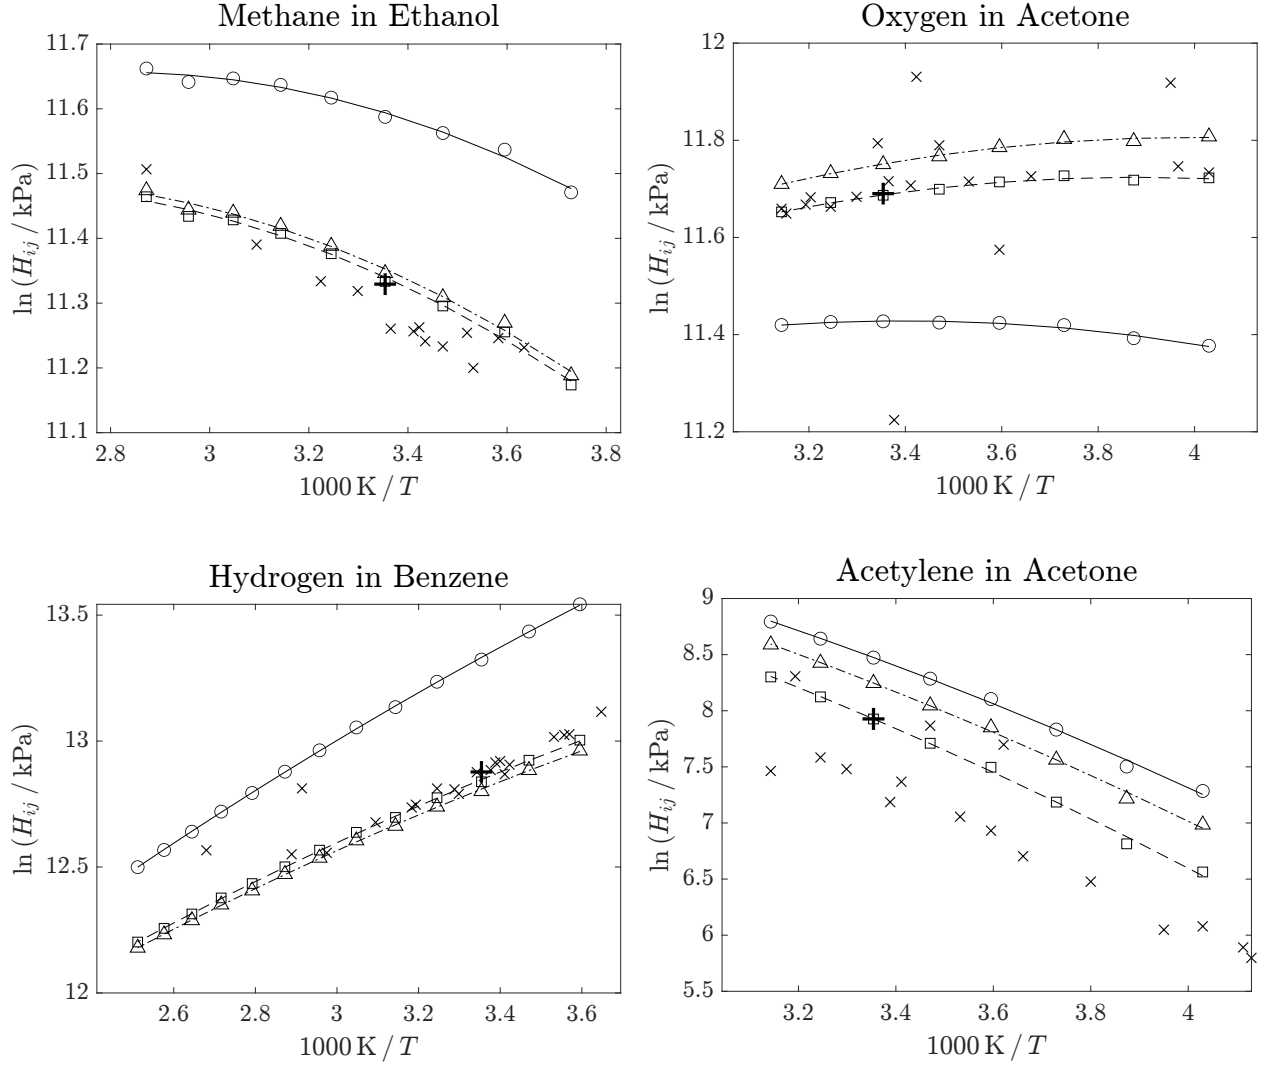 Methane in Ethanol
11.7
11.6
11.5
11.4
11.3
11.2
11.1
ln (H_ij / kPa)
2.8 3 3.2 3.4 3.6 3.8
1000 K / T
Oxygen in Acetone
12
11.8
11.6
11.4
11.2
ln (H_ij / kPa)
3.2 3.4 3.6 3.8 4
1000 K / T
Hydrogen in Benzene
13.5
13
12.5
12
ln (H_ij / kPa)
2.6 2.8 3 3.2 3.4 3.6
1000 K / T
Acetylene in Acetone
9
8.5
8
7.5
7
6.5
6
5.5
ln (H_ij / kPa)
3.2 3.4 3.6 3.8 4
1000 K / T